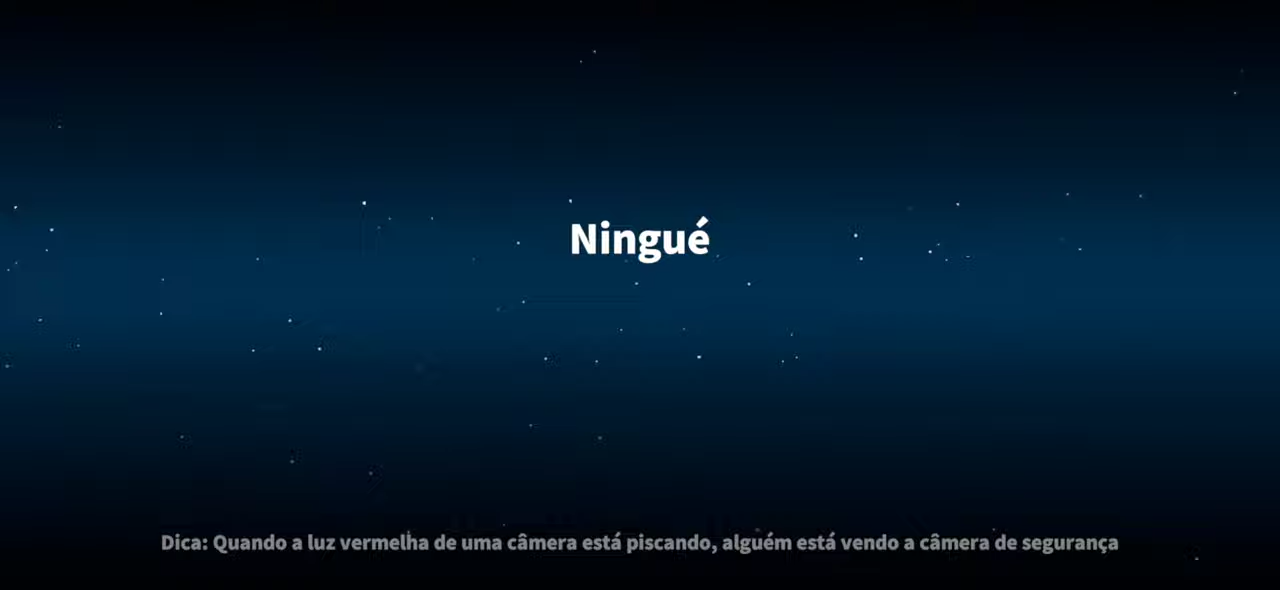 Ningué
Dica: Quando a luz vermelha de uma câmera está piscando, alguém está vendo a câmera de segurança